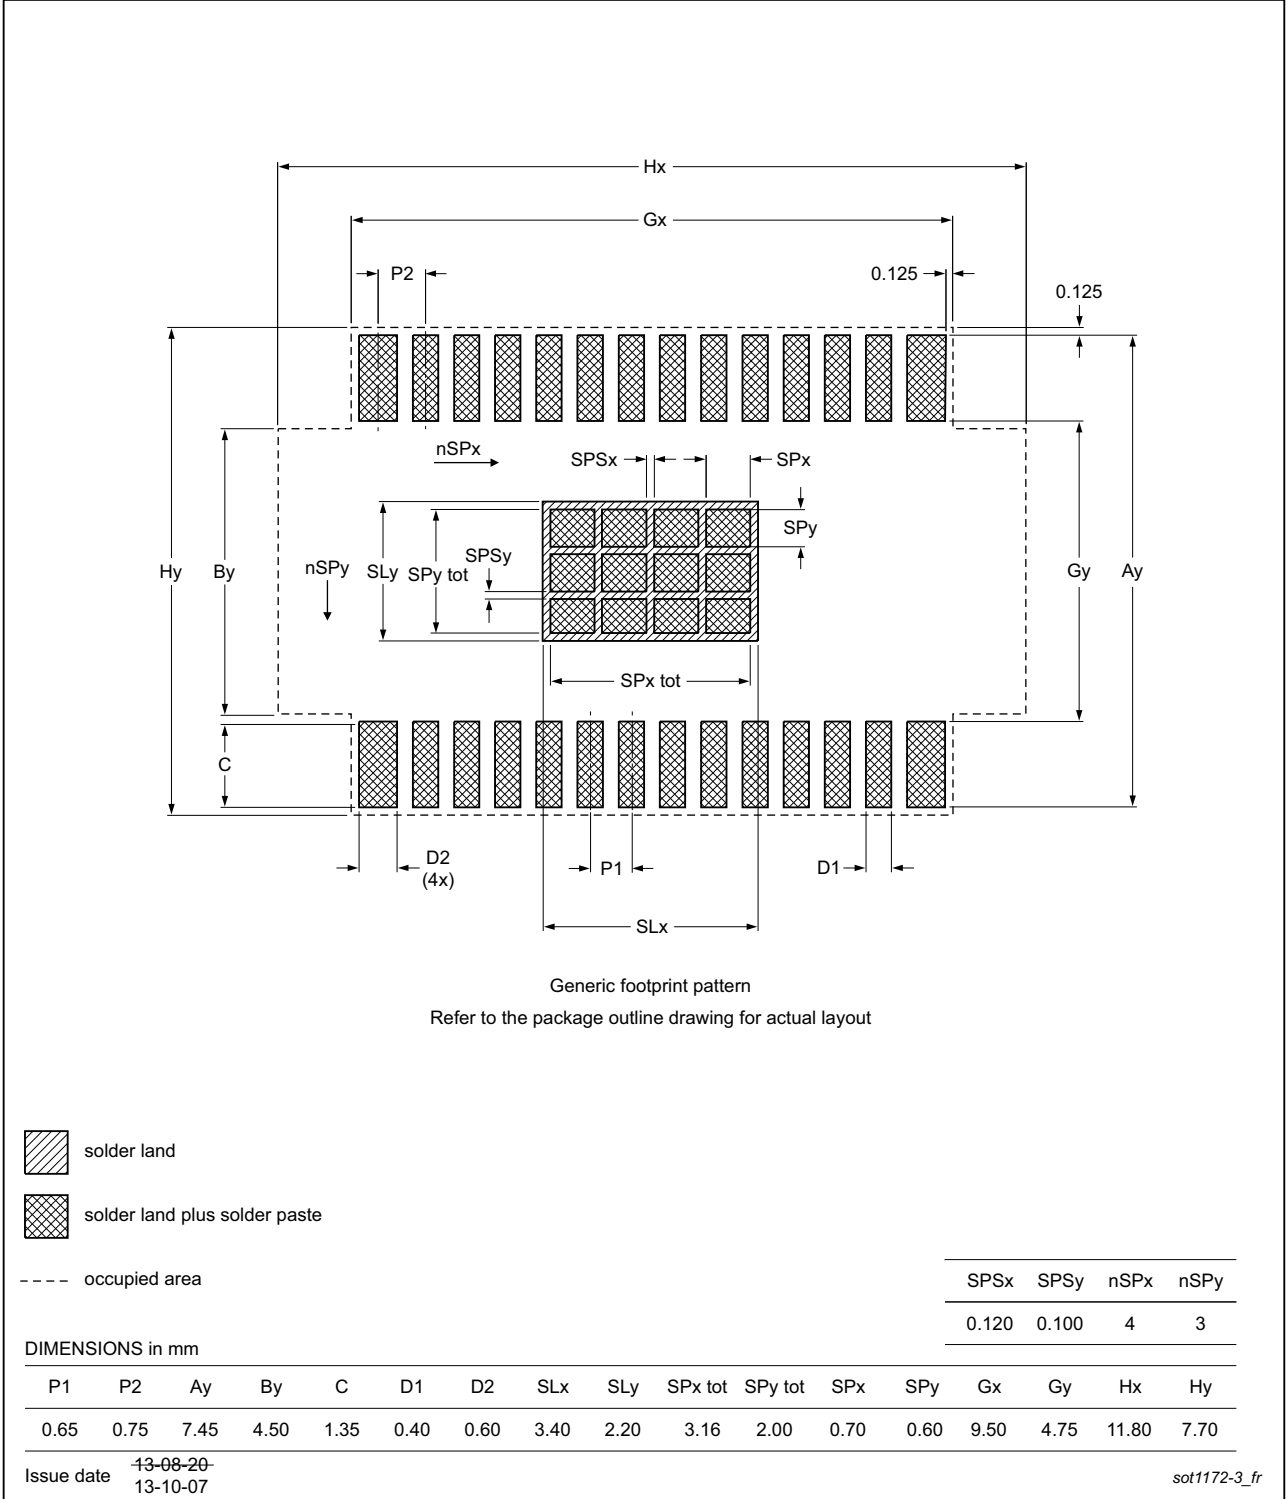 Hx
Gx
P2
0.125
0.125
nSPx
SPSx
SPx
SPy
SPSy
Hy
By
nSPy
SLy
SPy tot
Gy
Ay
SPx tot
C
D2
(4x)
P1
D1
SLx
Generic footprint pattern
Refer to the package outline drawing for actual layout
solder land
solder land plus solder paste
occupied area
SPSx SPSy nSPx nSPy
0.120 0.100 4 3
DIMENSIONS in mm
P1 P2 Ay By C D1 D2 SLx SLy SPx tot SPy tot SPx SPy Gx Gy Hx Hy
0.65 0.75 7.45 4.50 1.35 0.40 0.60 3.40 2.20 3.16 2.00 0.70 0.60 9.50 4.75 11.80 7.70
Issue date 13-08-20
13-10-07
sot1172-3_fr